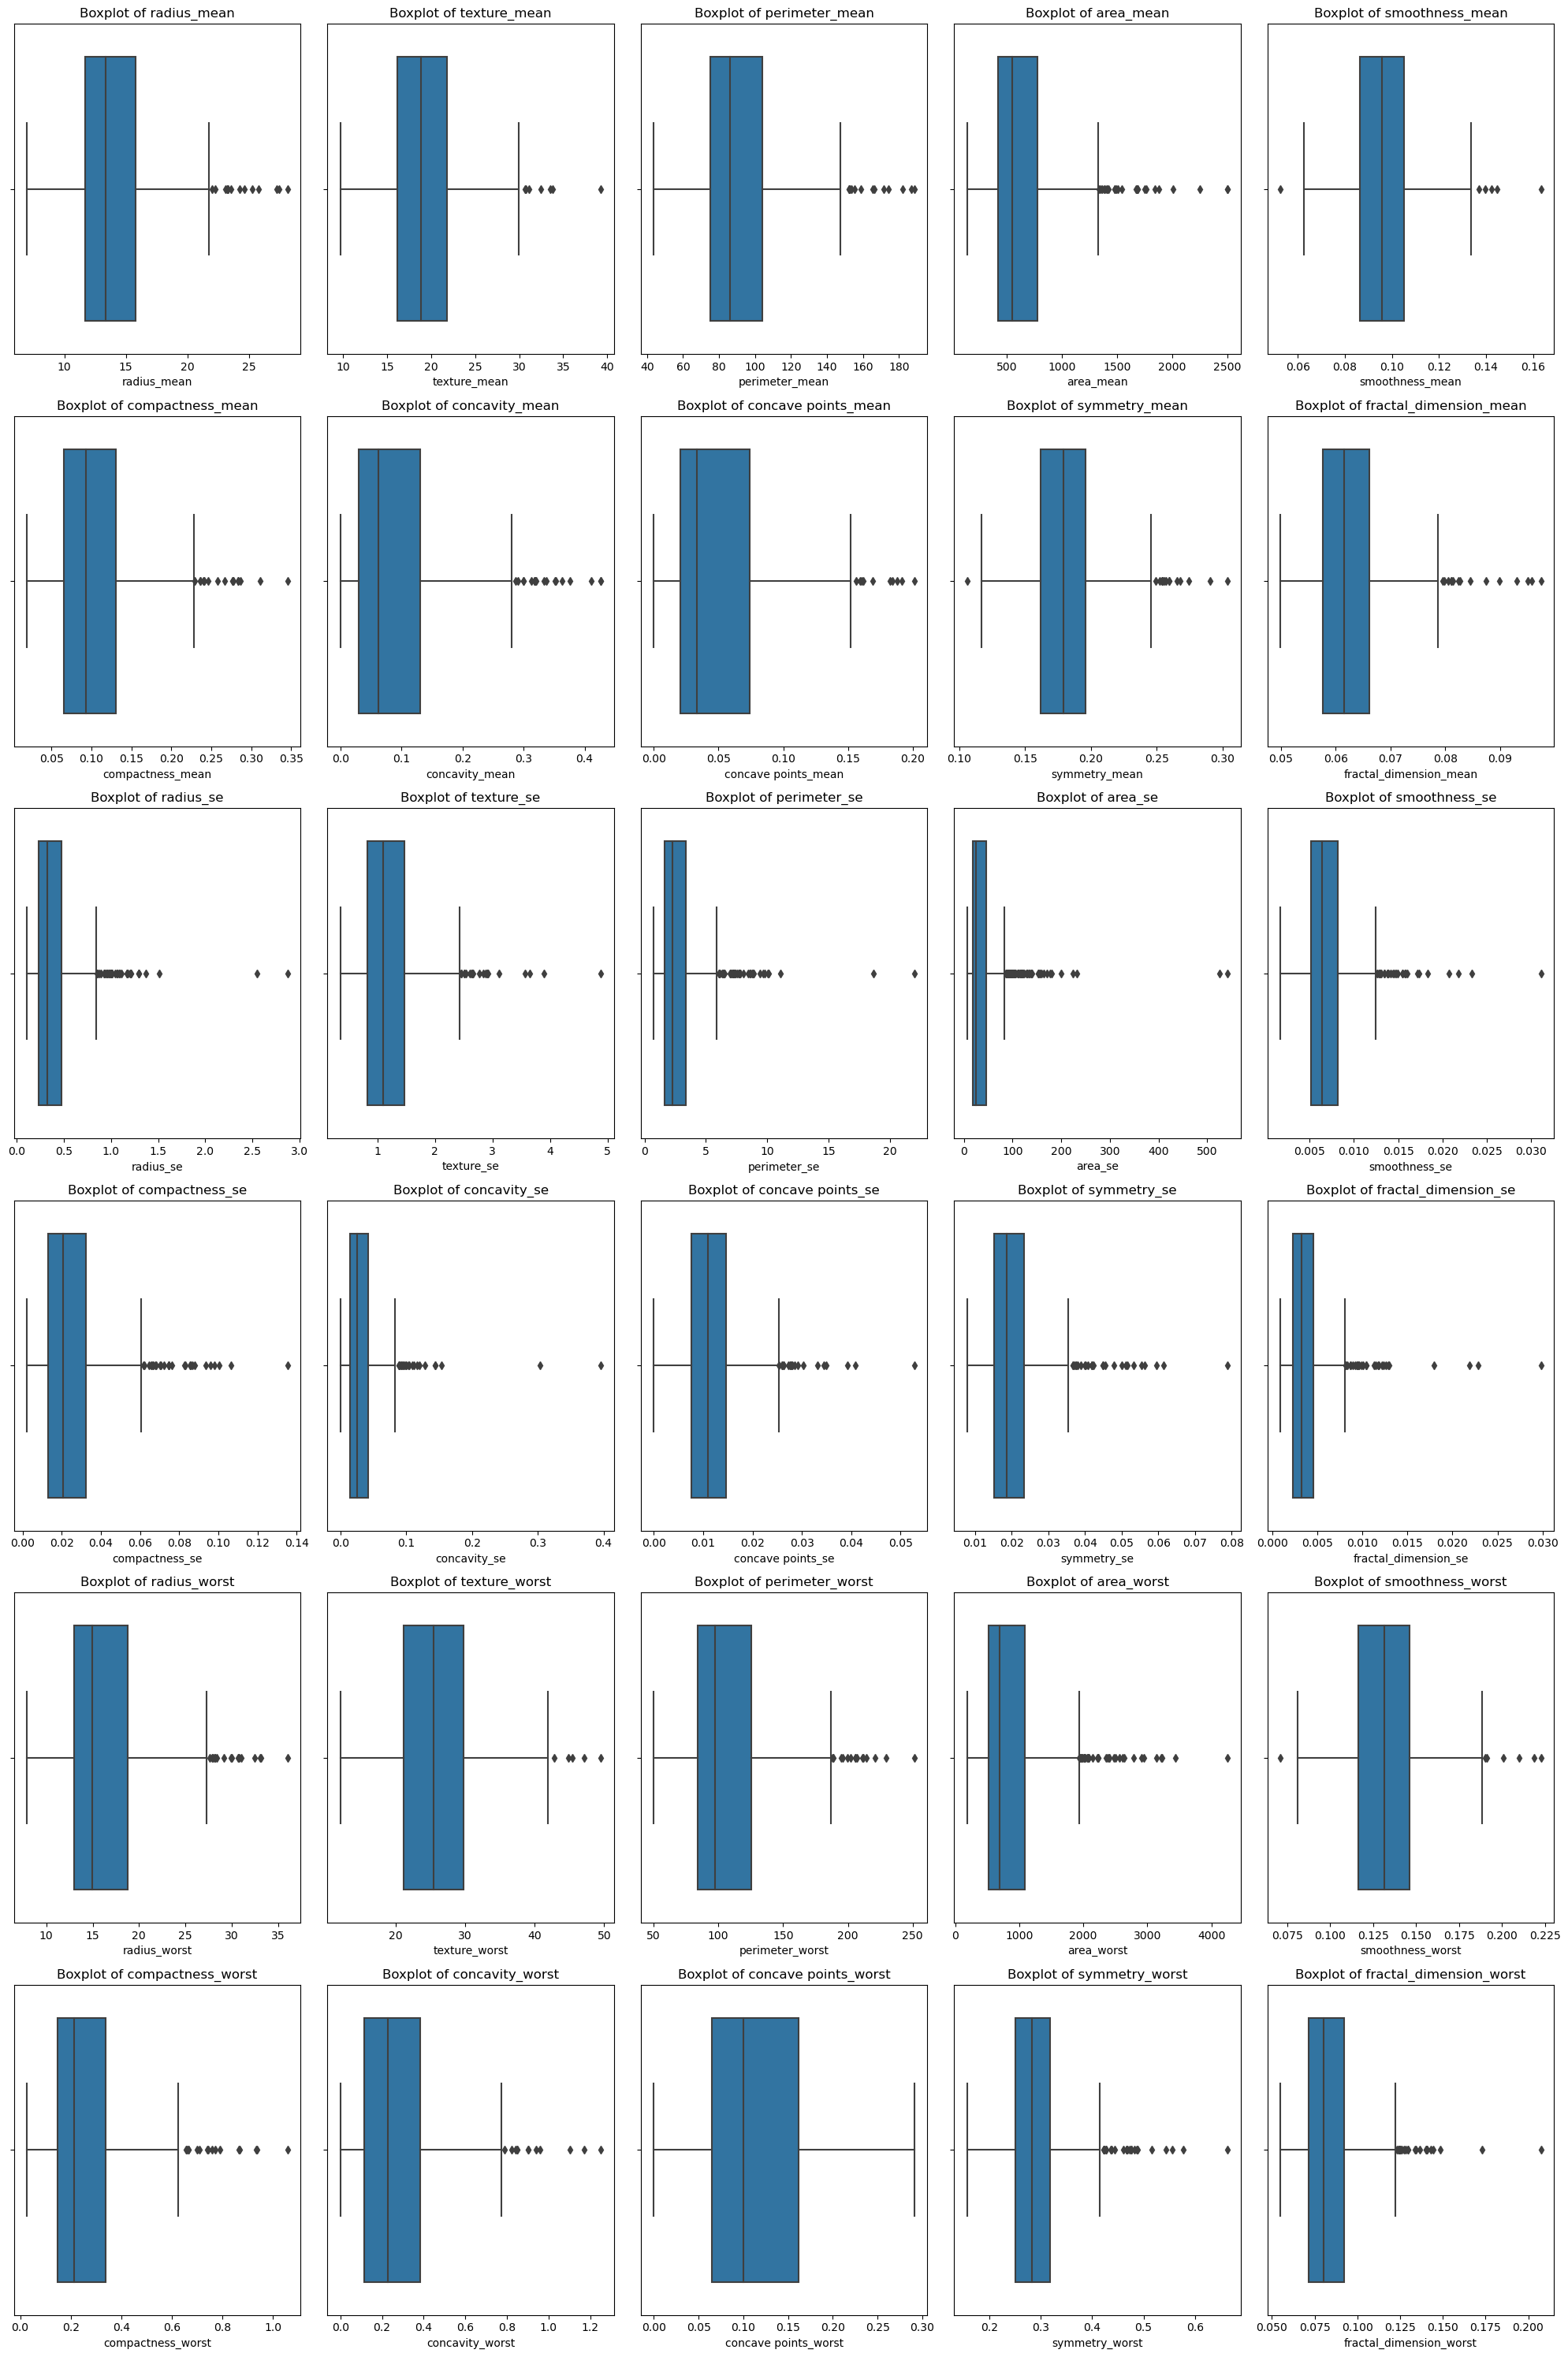 Boxplot of radius_mean Boxplot of texture_mean Boxplot of perimeter_mean Boxplot of area_mean Boxplot of smoothness_mean
10 15 20 25 10 15 20 25 30 35 40 40 60 80 100 120 140 160 180 500 1000 1500 2000 2500 0.06 0.08 0.10 0.12 0.14 0.16
radius_mean texture_mean perimeter_mean area_mean smoothness_mean
Boxplot of compactness_mean Boxplot of concavity_mean Boxplot of concave points_mean Boxplot of symmetry_mean Boxplot of fractal_dimension_mean
0.05 0.10 0.15 0.20 0.25 0.30 0.35 0.0 0.1 0.2 0.3 0.4 0.00 0.05 0.10 0.15 0.20 0.10 0.15 0.20 0.25 0.30 0.05 0.06 0.07 0.08 0.09
compactness_mean concavity_mean concave points_mean symmetry_mean fractal_dimension_mean
Boxplot of radius_se Boxplot of texture_se Boxplot of perimeter_se Boxplot of area_se Boxplot of smoothness_se
0.0 0.5 1.0 1.5 2.0 2.5 3.0 1 2 3 4 5 0 5 10 15 20 0 100 200 300 400 500 0.005 0.010 0.015 0.020 0.025 0.030
radius_se texture_se perimeter_se area_se smoothness_se
Boxplot of compactness_se Boxplot of concavity_se Boxplot of concave points_se Boxplot of symmetry_se Boxplot of fractal_dimension_se
0.00 0.02 0.04 0.06 0.08 0.10 0.12 0.14 0.0 0.1 0.2 0.3 0.4 0.00 0.01 0.02 0.03 0.04 0.05 0.01 0.02 0.03 0.04 0.05 0.06 0.07 0.08 0.000 0.005 0.010 0.015 0.020 0.025 0.030
compactness_se concavity_se concave points_se symmetry_se fractal_dimension_se
Boxplot of radius_worst Boxplot of texture_worst Boxplot of perimeter_worst Boxplot of area_worst Boxplot of smoothness_worst
10 15 20 25 30 35 20 30 40 50 50 100 150 200 250 0 1000 2000 3000 4000 0.075 0.100 0.125 0.150 0.175 0.200 0.225
radius_worst texture_worst perimeter_worst area_worst smoothness_worst
Boxplot of compactness_worst Boxplot of concavity_worst Boxplot of concave points_worst Boxplot of symmetry_worst Boxplot of fractal_dimension_worst
0.0 0.2 0.4 0.6 0.8 1.0 0.0 0.2 0.4 0.6 0.8 1.0 1.2 0.00 0.05 0.10 0.15 0.20 0.25 0.30 0.2 0.3 0.4 0.5 0.6 0.050 0.075 0.100 0.125 0.150 0.175 0.200
compactness_worst concavity_worst concave points_worst symmetry_worst fractal_dimension_worst